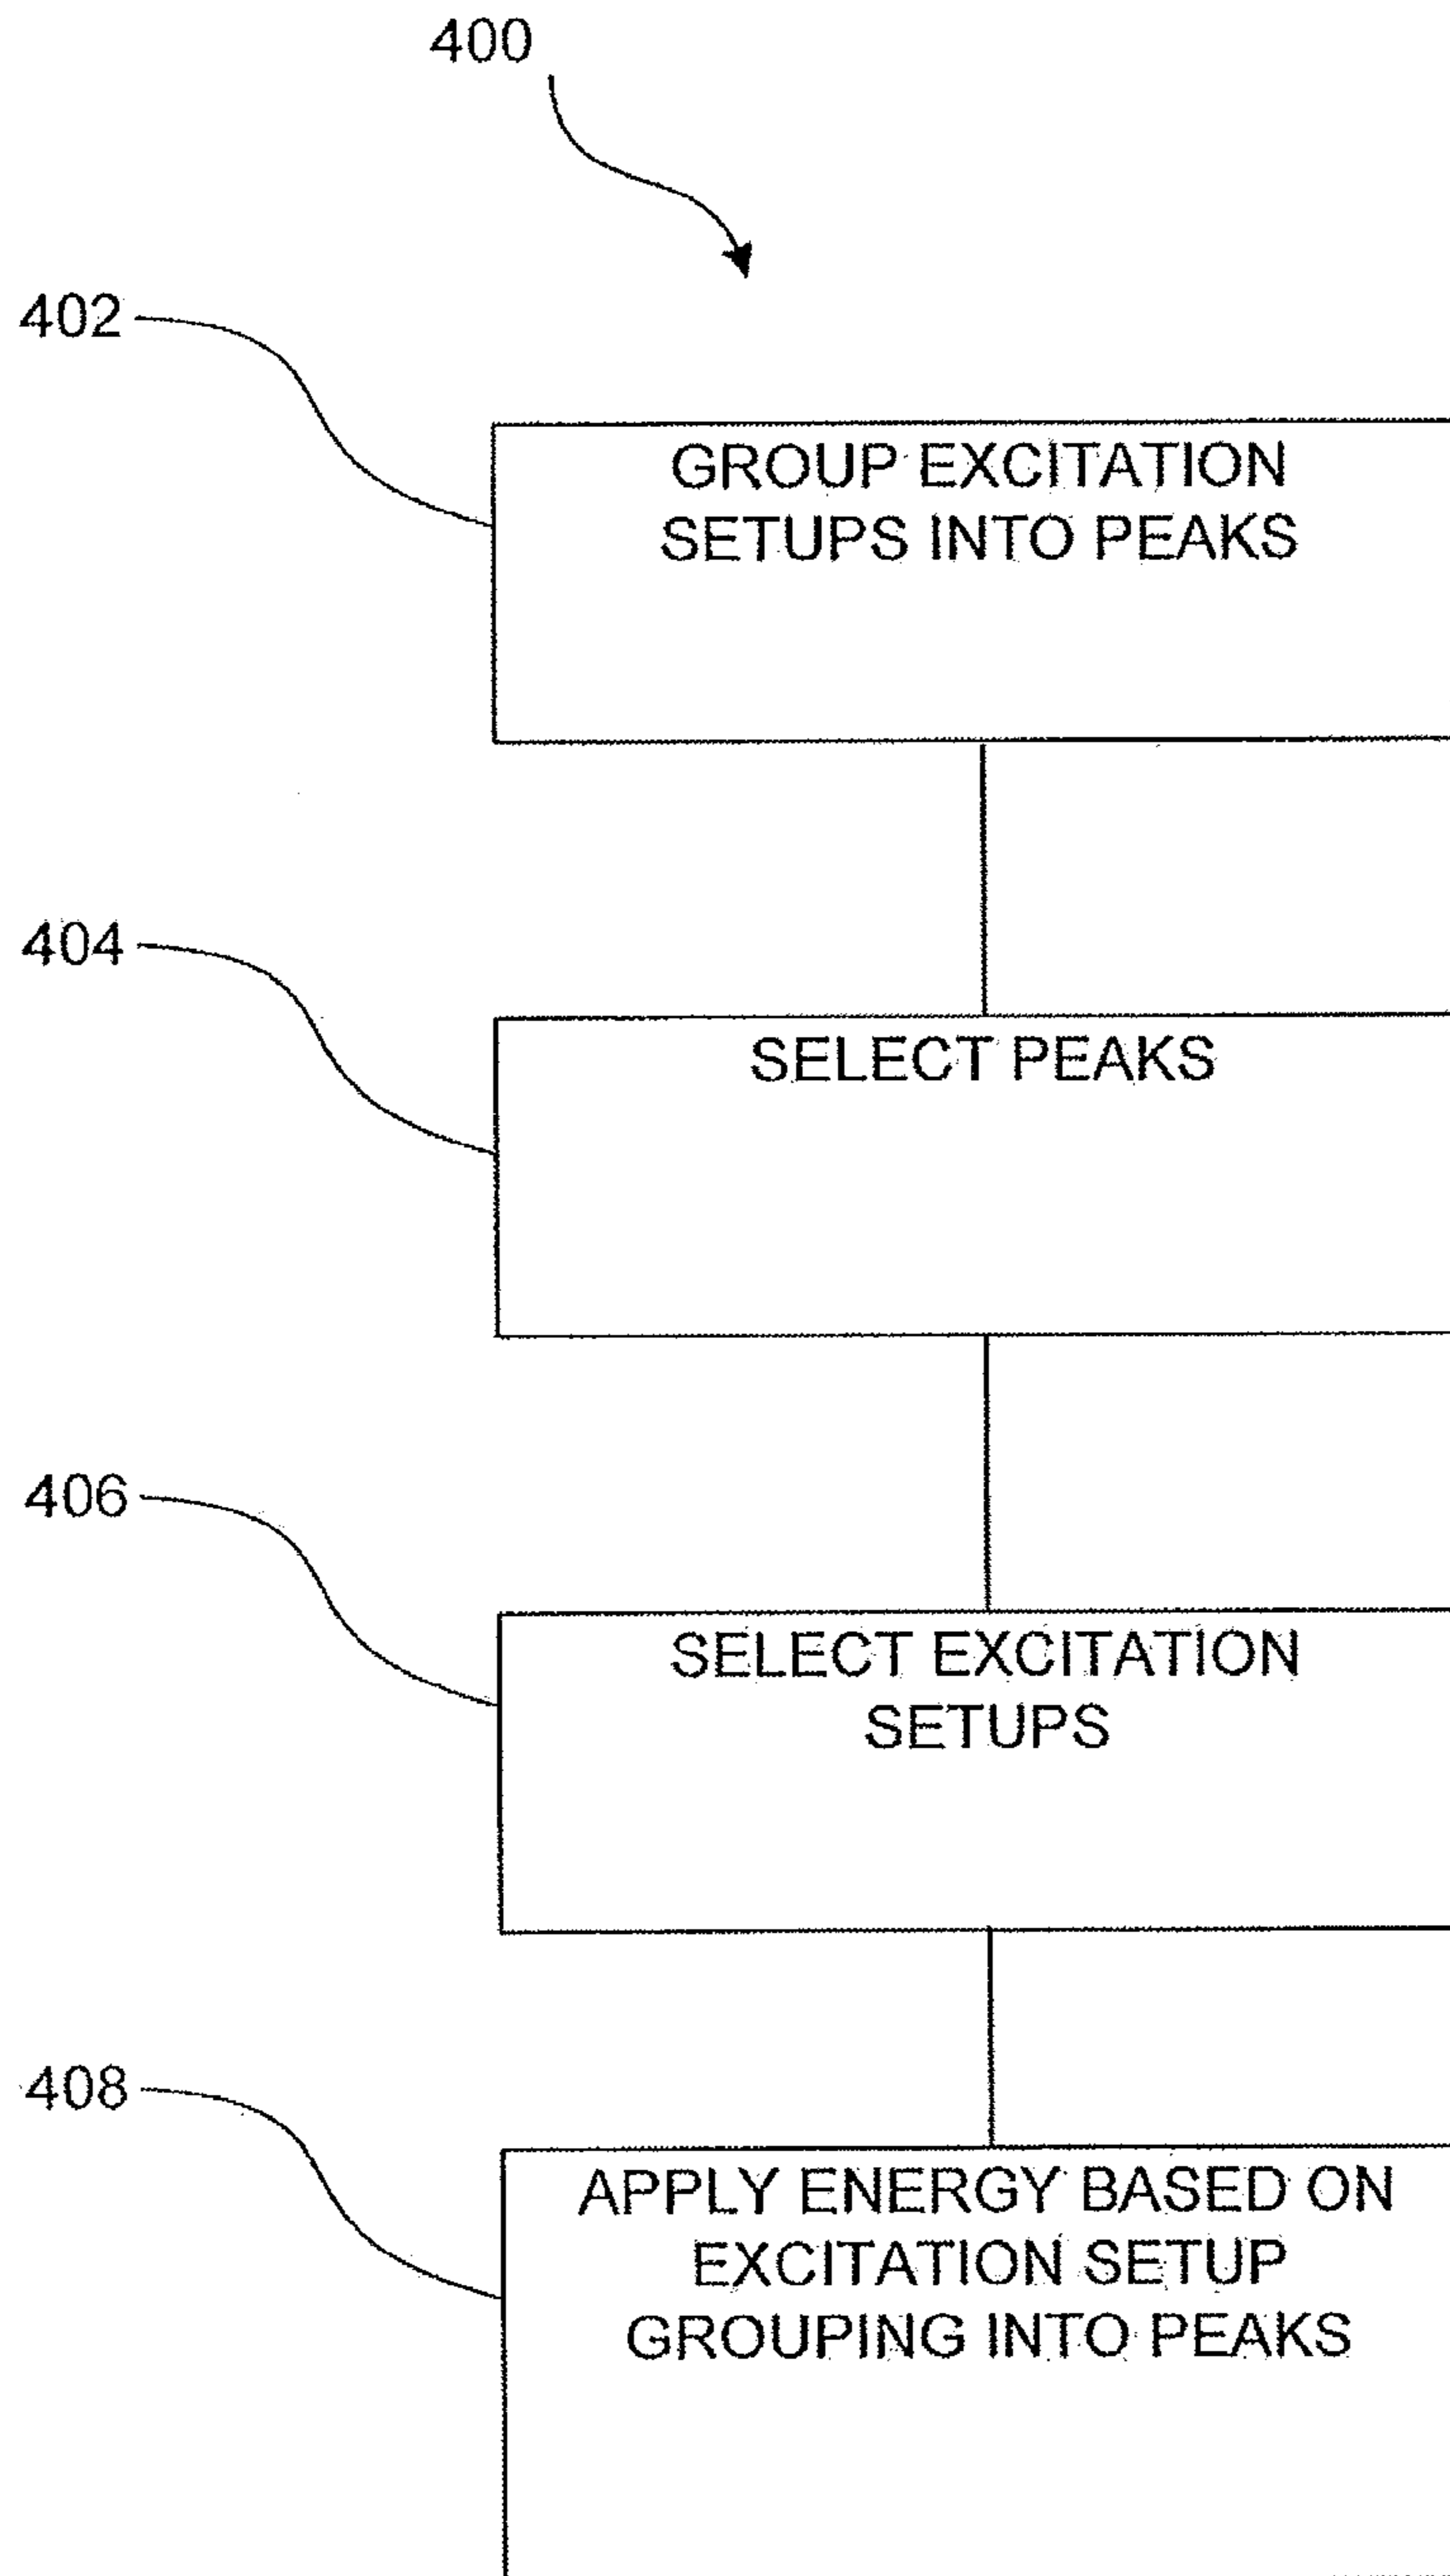 400
402
GROUP EXCITATION
SETUPS INTO PEAKS
404
SELECT PEAKS
406
SELECT EXCITATION
SETUPS
408
APPLY ENERGY BASED ON
EXCITATION SETUP
GROUPING INTO PEAKS